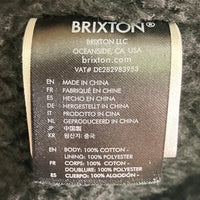 BRIXTON®
BRIXTON LLC
OCEANSIDE, CA USA
brixton.com
VAT# DE282983953
EN MADE IN CHINA
FR FABRIQUÉ EN CHINE
ES HECHO EN CHINA
DE HERGESTELLT IN CHINA
IT PRODOTTO IN CINA
NL GEPRODUCEERD IN CHINA
JP 中国製
KR 원산지: 중국
EN BODY: 100% COTTON -
LINING: 100% POLYESTER
FR CORPS: 100% COTON -
DOUBLURE: 100% POLYESTER
ES CUERPO: 100% ALGODÓN -